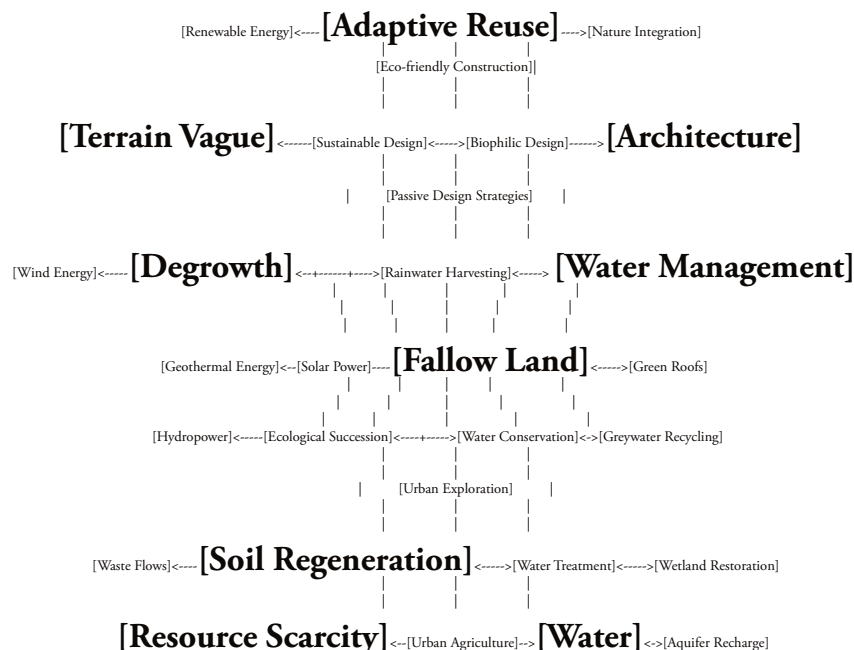 [Renewable Energy]<----[Adaptive Reuse]---->[Nature Integration]
| | |
[Eco-friendly Construction]|
| | |
| | |
[Terrain Vague]<------[Sustainable Design]<----->[Biophilic Design]------>[Architecture]
| | |
| | |
| [Passive Design Strategies] |
| | |
| | |
[Wind Energy]<-----[Degrowth]<--+------+---->[Rainwater Harvesting]<----->[Water Management]
| | | | |
| | | | |
| | | | |
[Geothermal Energy]<--[Solar Power]----[Fallow Land]<----->[Green Roofs]
| | | | |
| | | | |
| | | | |
[Hydropower]<-----[Ecological Succession]<----+----->[Water Conservation]<->[Greywater Recycling]
| | |
| | |
| [Urban Exploration] |
| | |
| | |
[Waste Flows]<----[Soil Regeneration]<----->[Water Treatment]<----->[Wetland Restoration]
| | |
| | |
[Resource Scarcity]<--[Urban Agriculture]-->[Water]<->[Aquifer Recharge]